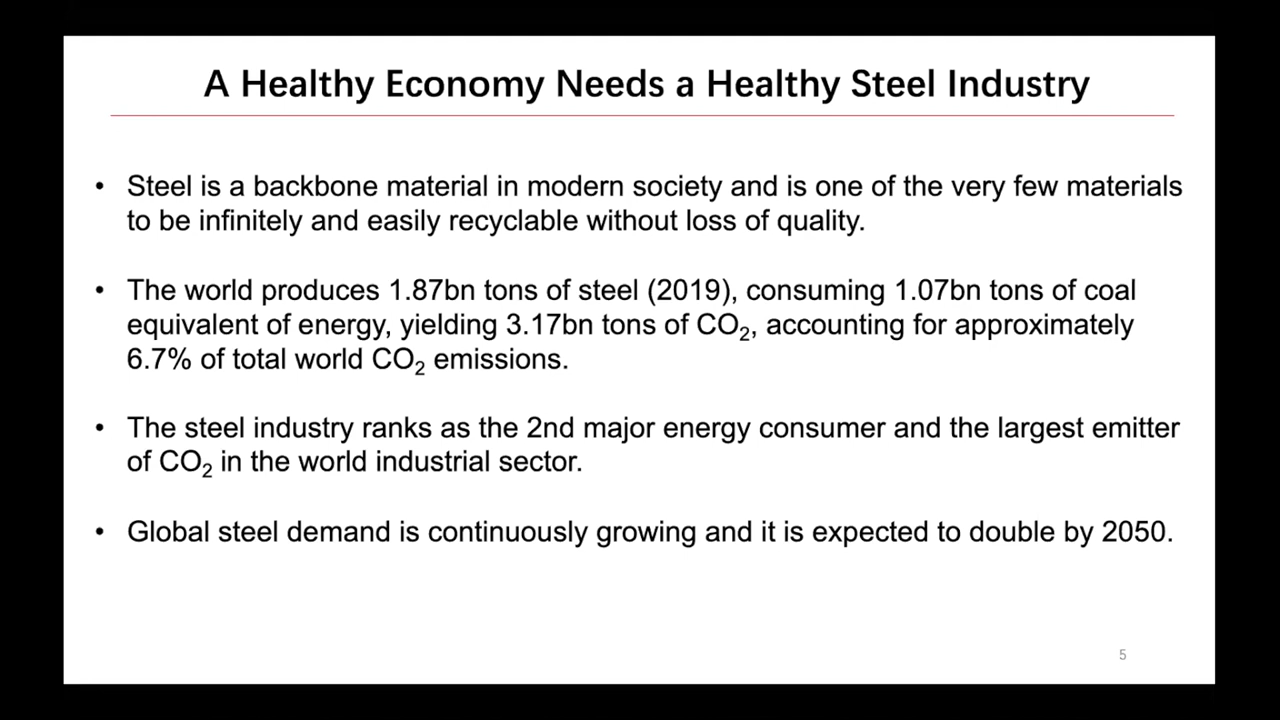 A Healthy Economy Needs a Healthy Steel Industry
• Steel is a backbone material in modern society and is one of the very few materials
to be infinitely and easily recyclable without loss of quality.
• The world produces 1.87bn tons of steel (2019), consuming 1.07bn tons of coal
equivalent of energy, yielding 3.17bn tons of CO₂, accounting for approximately
6.7% of total world CO₂ emissions.
• The steel industry ranks as the 2nd major energy consumer and the largest emitter
of CO₂ in the world industrial sector.
• Global steel demand is continuously growing and it is expected to double by 2050.
5